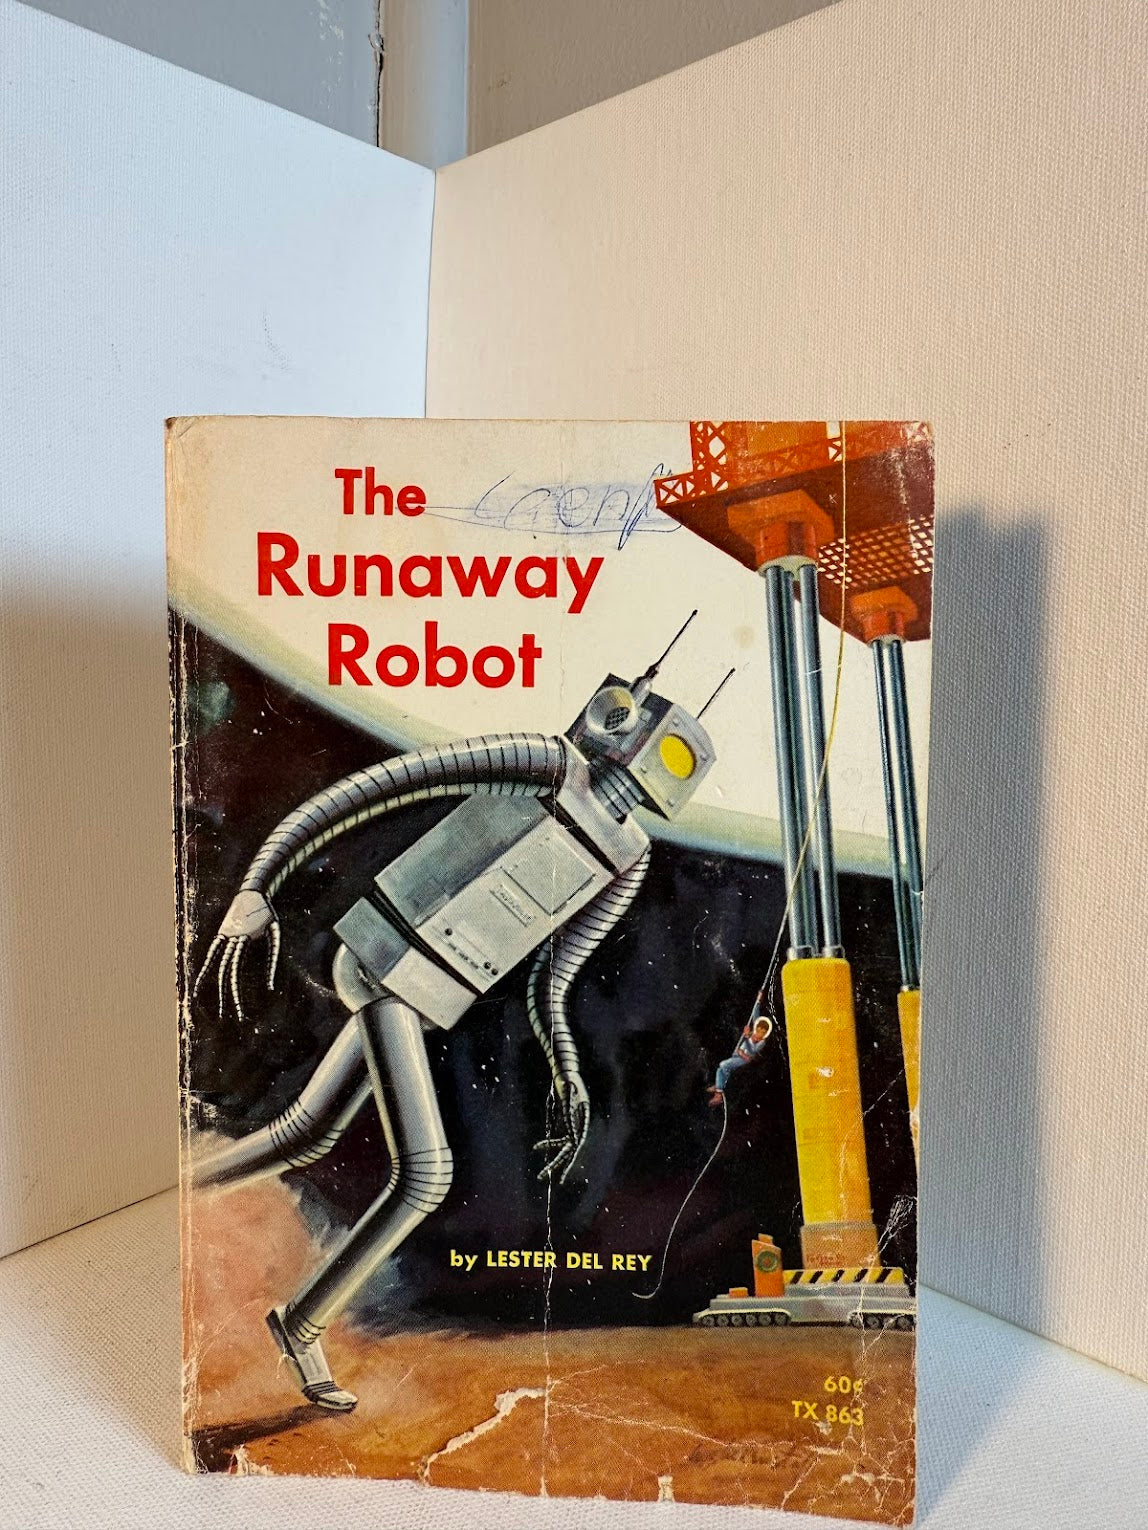 The
Runaway
Robot
by LESTER DEL REY
60¢
TX 863